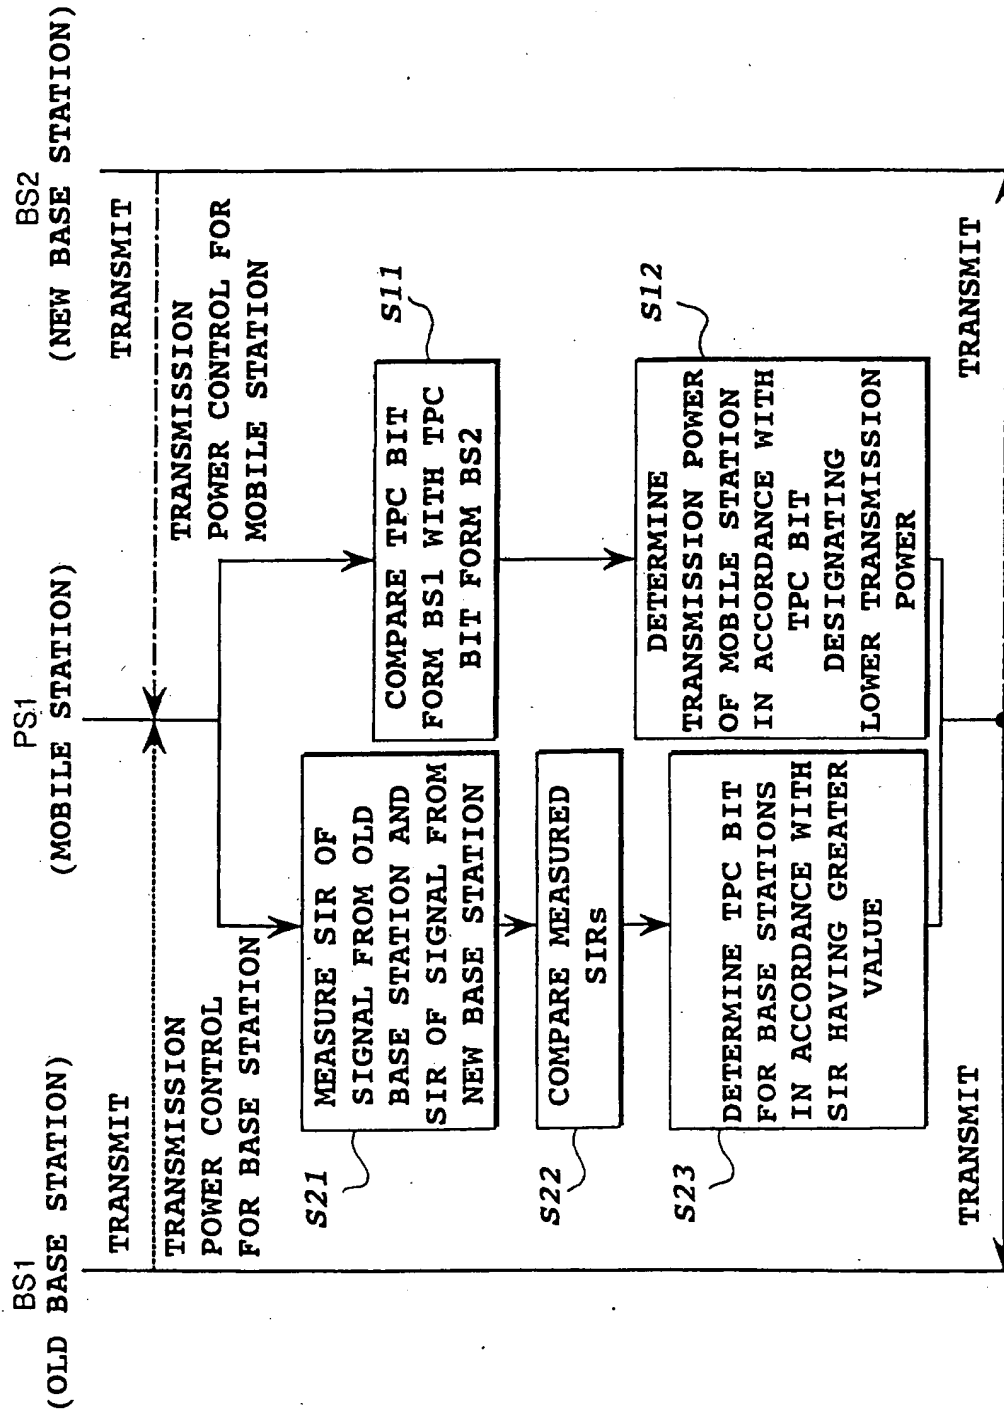 BS1
(OLD BASE STATION)
PS1
(MOBILE STATION)
BS2
(NEW BASE STATION)
TRANSMIT
TRANSMIT
TRANSMISSION
POWER CONTROL
FOR BASE STATION
TRANSMISSION
POWER CONTROL FOR
MOBILE STATION
S21
MEASURE SIR OF
SIGNAL FROM OLD
BASE STATION AND
SIR OF SIGNAL FROM
NEW BASE STATION
S11
COMPARE TPC BIT
FORM BS1 WITH TPC
BIT FORM BS2
S22
COMPARE MEASURED
SIRs
S23
DETERMINE TPC BIT
FOR BASE STATIONS
IN ACCORDANCE WITH
SIR HAVING GREATER
VALUE
S12
DETERMINE
TRANSMISSION POWER
OF MOBILE STATION
IN ACCORDANCE WITH
TPC BIT
DESIGNATING
LOWER TRANSMISSION
POWER
TRANSMIT
TRANSMIT